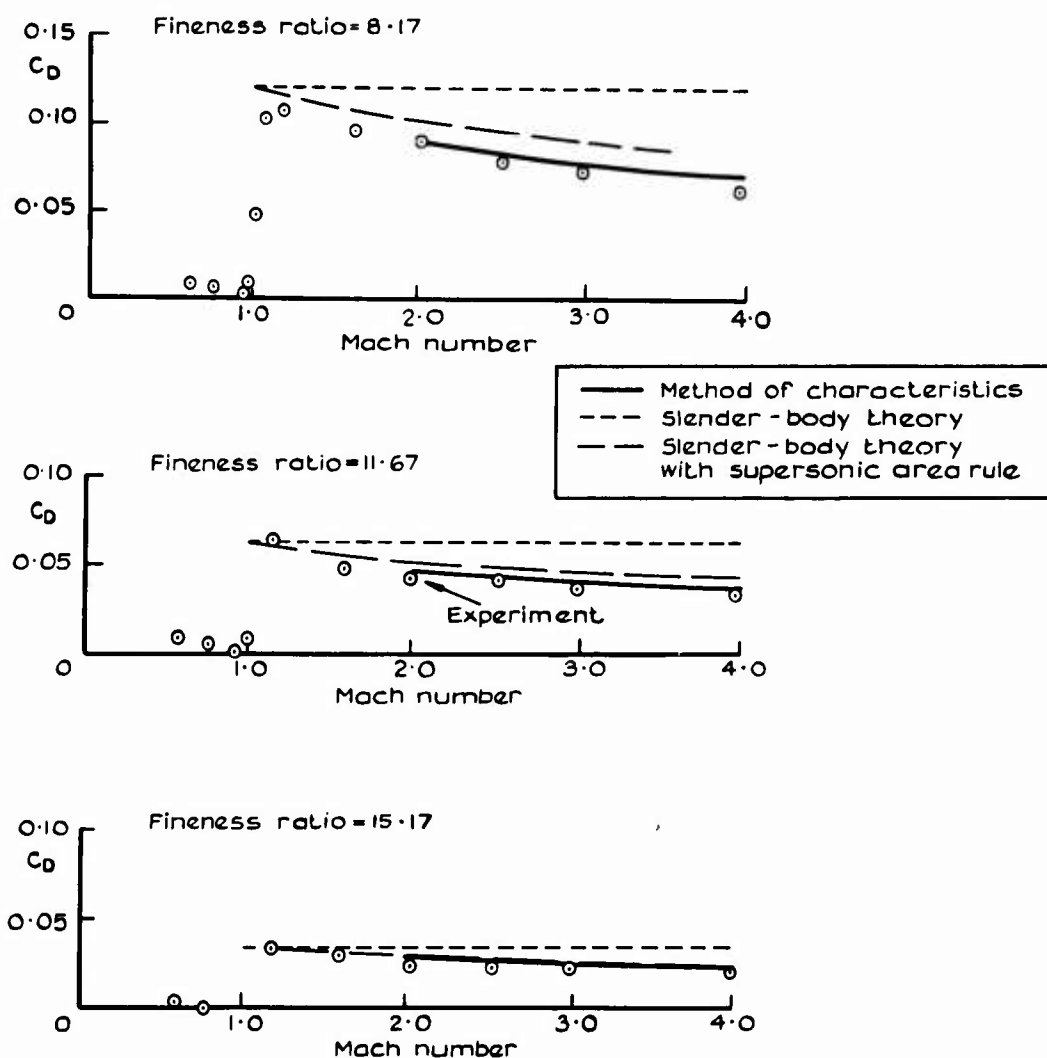 Fineness ratio=8·17
0·15
CD
0·10
0·05
0
1·0 2·0 3·0 4·0
Mach number
Method of characteristics
Slender-body theory
Slender-body theory
with supersonic area rule
Fineness ratio=11·67
0·10
CD
0·05
Experiment
0
1·0 2·0 3·0 4·0
Mach number
Fineness ratio=15·17
0·10
CD
0·05
0
1·0 2·0 3·0 4·0
Mach number